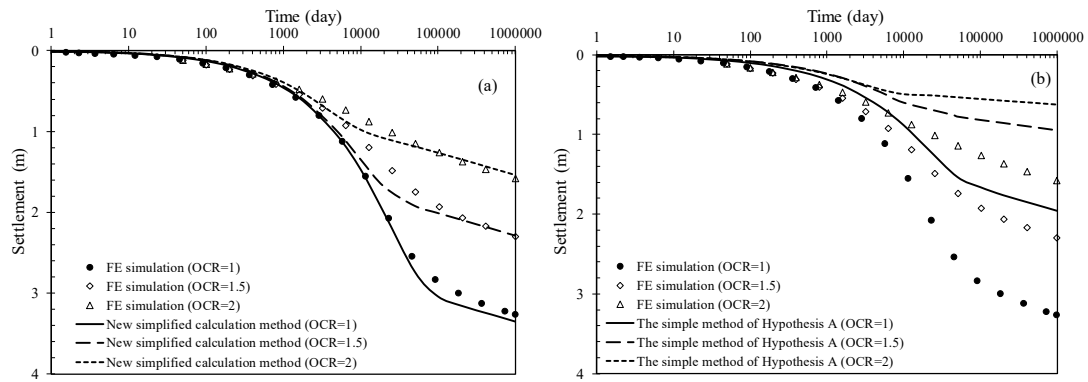 Time (day)
1 10 100 1000 10000 100000 1000000
0
1
2
3
4
Settlement (m)
(a)
FE simulation (OCR=1)
FE simulation (OCR=1.5)
FE simulation (OCR=2)
New simplified calculation method (OCR=1)
New simplified calculation method (OCR=1.5)
New simplified calculation method (OCR=2)
Time (day)
1 10 100 1000 10000 100000 1000000
0
1
2
3
4
Settlement (m)
(b)
FE simulation (OCR=1)
FE simulation (OCR=1.5)
FE simulation (OCR=2)
The simple method of Hypothesis A (OCR=1)
The simple method of Hypothesis A (OCR=1.5)
The simple method of Hypothesis A (OCR=2)